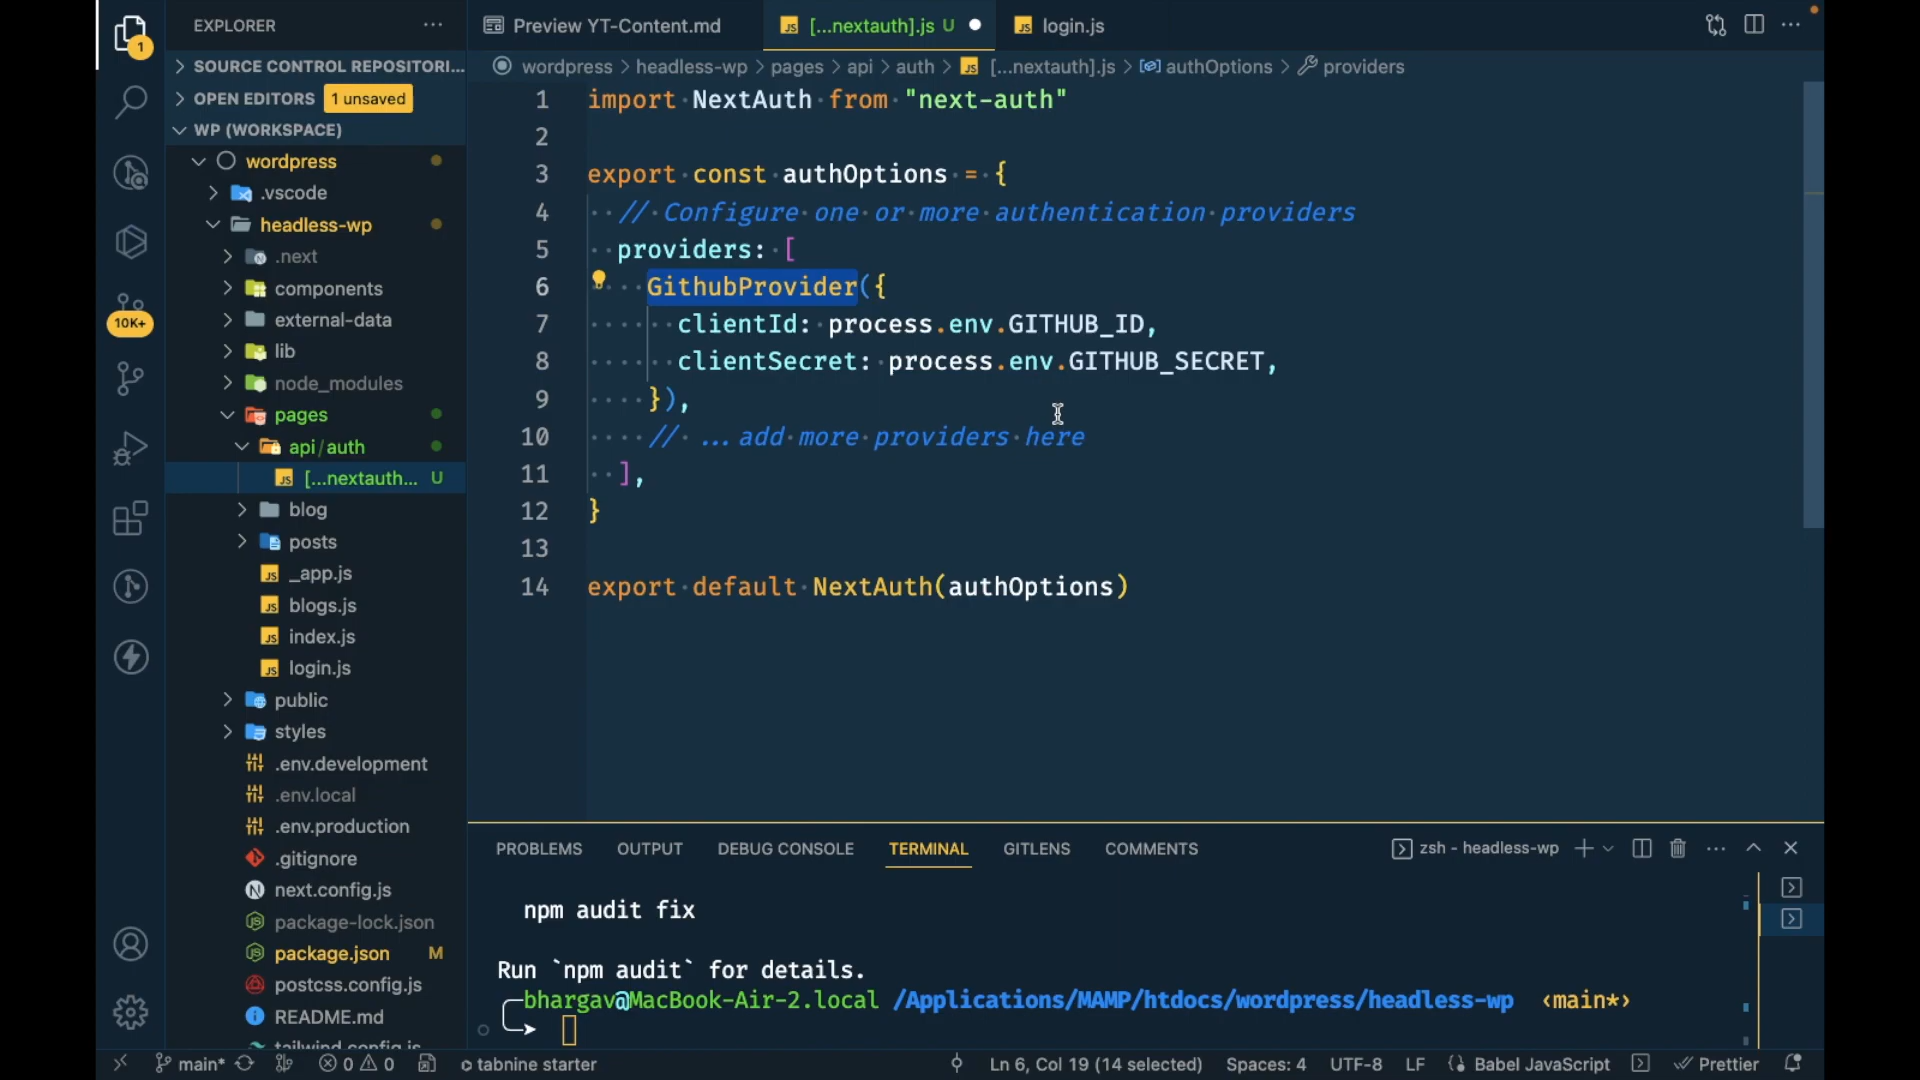 EXPLORER
1
SOURCE CONTROL REPOSITORI...
OPEN EDITORS 1 unsaved
WP (WORKSPACE)
wordpress
.vscode
headless-wp
.next
components
external-data
10K+
lib
node_modules
pages
api/auth
[...nextauth... U
blog
posts
_app.js
blogs.js
index.js
login.js
public
styles
.env.development
.env.local
.env.production
.gitignore
next.config.js
package-lock.json
package.json M
postcss.config.js
README.md
tailwind.config.js
Preview YT-Content.md
[...nextauth].js U
login.js
wordpress > headless-wp > pages > api > auth > [...nextauth].js > authOptions > providers
1 import NextAuth from "next-auth"
2
3 export const authOptions = {
4 // Configure one or more authentication providers
5 providers: [
6 GithubProvider({
7 clientId: process.env.GITHUB_ID,
8 clientSecret: process.env.GITHUB_SECRET,
9 }),
10 // ...add more providers here
11 ],
12 }
13
14 export default NextAuth(authOptions)
PROBLEMS OUTPUT DEBUG CONSOLE TERMINAL GITLENS COMMENTS zsh - headless-wp
npm audit fix
Run `npm audit` for details.
bhargav@MacBook-Air-2.local /Applications/MAMP/htdocs/wordpress/headless-wp ‹main*›
main* 0 0 tabnine starter Ln 6, Col 19 (14 selected) Spaces: 4 UTF-8 LF Babel JavaScript Prettier